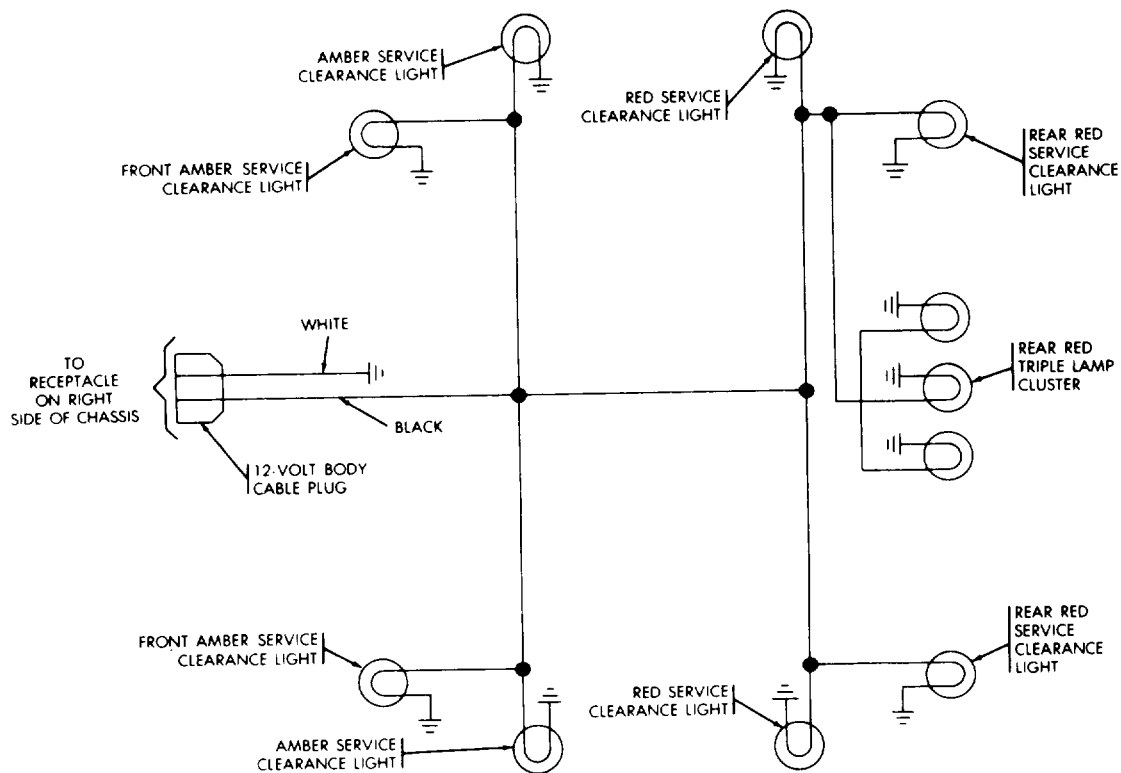 AMBER SERVICE
CLEARANCE LIGHT
RED SERVICE
CLEARANCE LIGHT
FRONT AMBER SERVICE
CLEARANCE LIGHT
REAR RED
SERVICE
CLEARANCE
LIGHT
WHITE
TO
RECEPTACLE
ON RIGHT
SIDE OF CHASSIS
BLACK
12-VOLT BODY
CABLE PLUG
REAR RED
TRIPLE LAMP
CLUSTER
FRONT AMBER SERVICE
CLEARANCE LIGHT
AMBER SERVICE
CLEARANCE LIGHT
RED SERVICE
CLEARANCE LIGHT
REAR RED
SERVICE
CLEARANCE
LIGHT